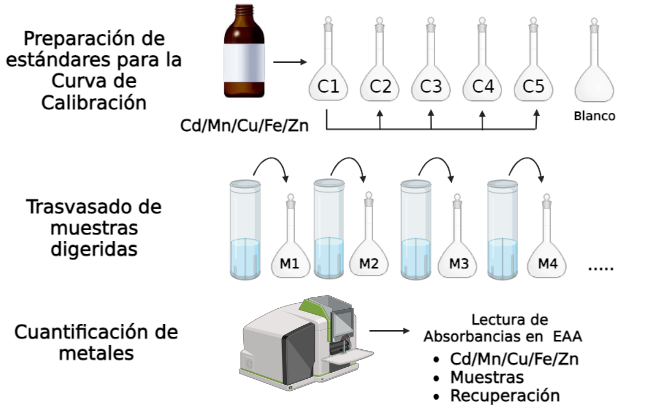 Preparación de
estándares para la
Curva de
Calibración
Cd/Mn/Cu/Fe/Zn
C1 C2 C3 C4 C5
Blanco
Trasvasado de
muestras
digeridas
M1 M2 M3 M4 .....
Cuantificación de
metales
Lectura de
Absorbancias en EAA
• Cd/Mn/Cu/Fe/Zn
• Muestras
• Recuperación